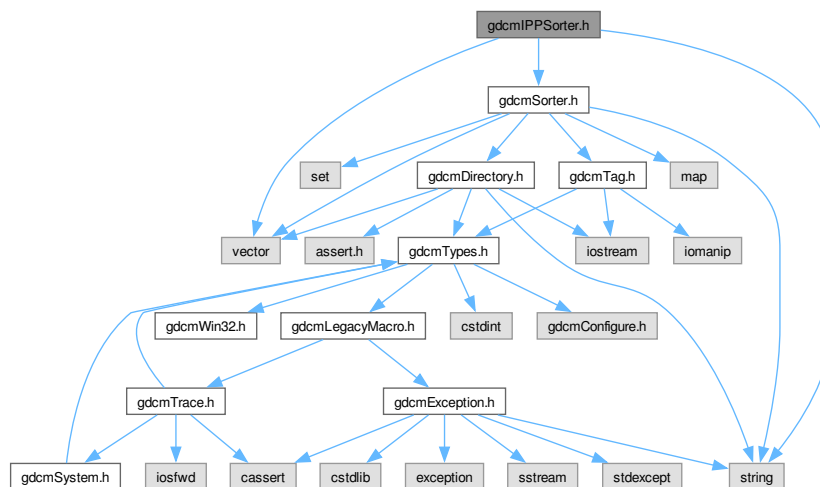 gdcmIPPSorter.h
gdcmSorter.h
set
gdcmDirectory.h
gdcmTag.h
map
vector
assert.h
gdcmTypes.h
iostream
iomanip
gdcmWin32.h
gdcmLegacyMacro.h
cstdint
gdcmConfigure.h
gdcmTrace.h
gdcmException.h
gdcmSystem.h
iosfwd
cassert
cstdlib
exception
sstream
stdexcept
string